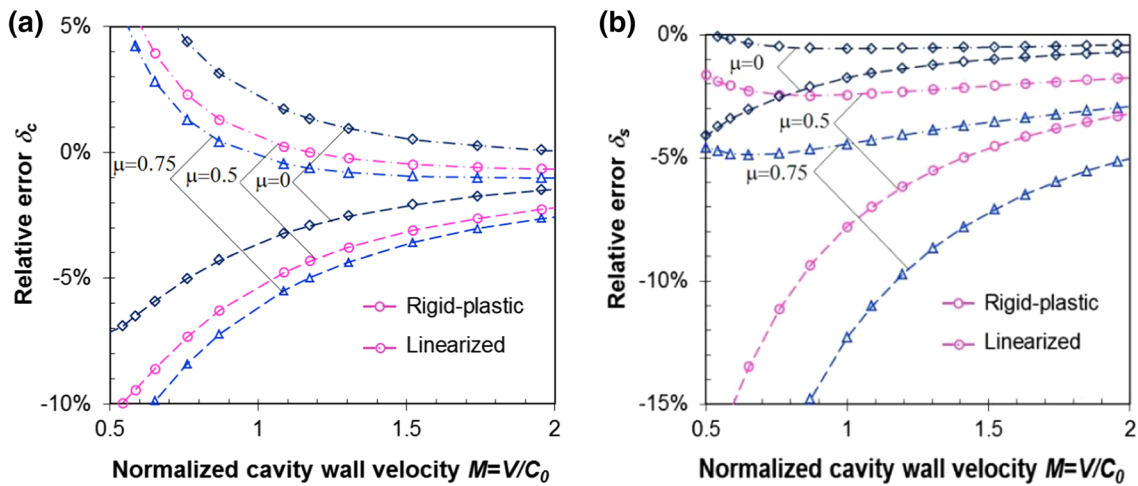 (a)
5%
0%
-5%
-10%
Relative error δc
μ=0.75
μ=0.5
μ=0
Rigid-plastic
Linearized
0.5 1 1.5 2
Normalized cavity wall velocity M=V/C0
(b)
0%
-5%
-10%
-15%
Relative error δs
μ=0
μ=0.5
μ=0.75
Rigid-plastic
Linearized
0.5 1 1.5 2
Normalized cavity wall velocity M=V/C0